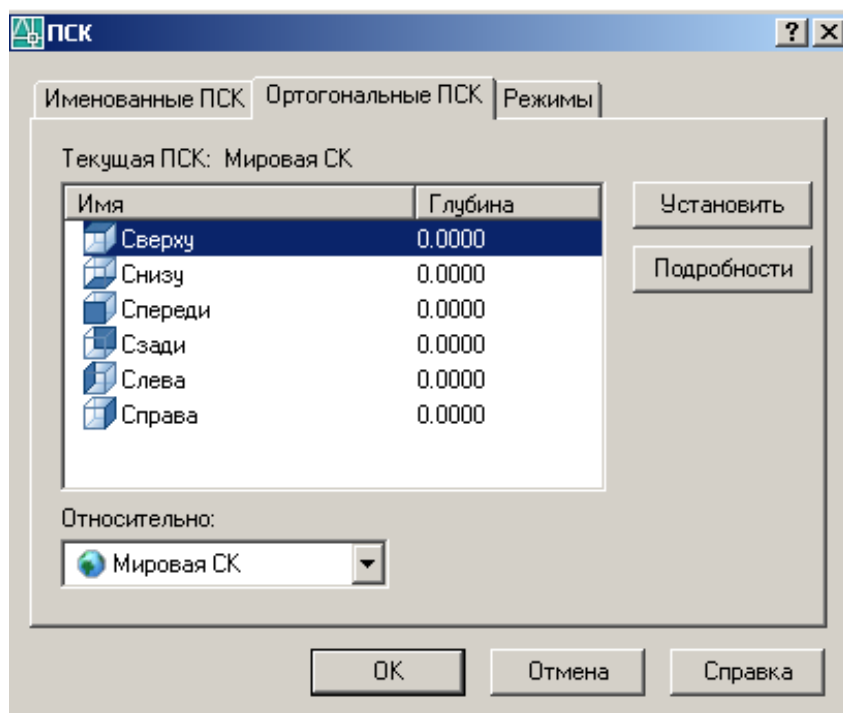 ПСК
Именованные ПСК Ортогональные ПСК Режимы
Текущая ПСК: Мировая СК
Имя Глубина
Сверху 0.0000
Снизу 0.0000
Спереди 0.0000
Сзади 0.0000
Слева 0.0000
Справа 0.0000
Установить
Подробности
Относительно:
Мировая СК
OK Отмена Справка